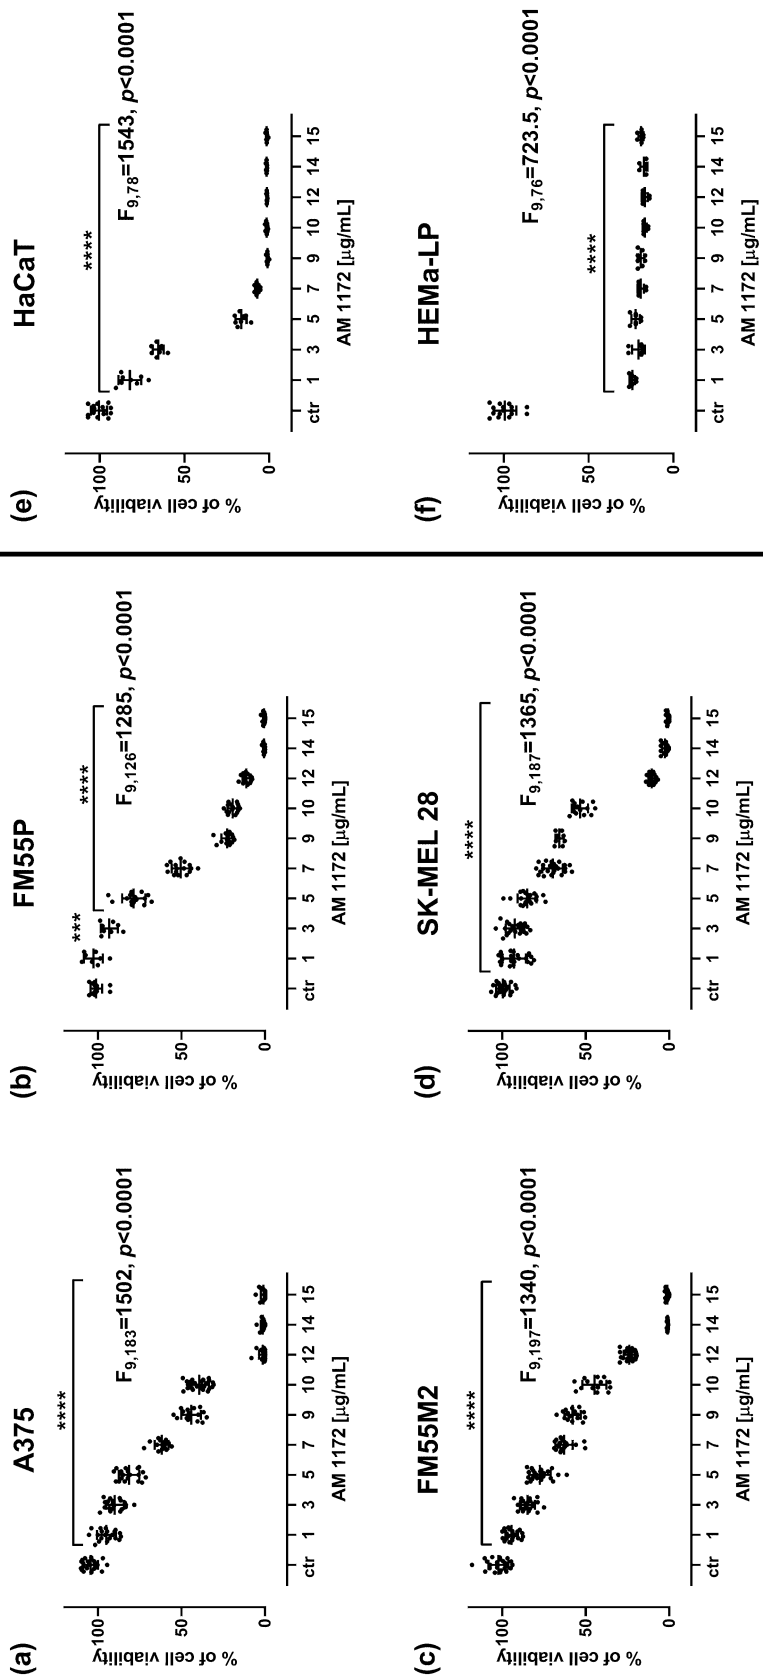 (a)
A375
% of cell viability
100
50
0
****
F9,183=1502, p<0.0001
ctr 1 3 5 7 9 10 12 14 15
AM 1172 [µg/mL]
(b)
FM55P
% of cell viability
100
50
0
***
****
F9,126=1285, p<0.0001
ctr 1 3 5 7 9 10 12 14 15
AM 1172 [µg/mL]
(e)
HaCaT
% of cell viability
100
50
0
****
F9,78=1543, p<0.0001
ctr 1 3 5 7 9 10 12 14 15
AM 1172 [µg/mL]
(c)
FM55M2
% of cell viability
100
50
0
****
F9,197=1340, p<0.0001
ctr 1 3 5 7 9 10 12 14 15
AM 1172 [µg/mL]
(d)
SK-MEL 28
% of cell viability
100
50
0
****
F9,187=1365, p<0.0001
ctr 1 3 5 7 9 10 12 14 15
AM 1172 [µg/mL]
(f)
HEMa-LP
% of cell viability
100
50
0
****
F9,76=723.5, p<0.0001
ctr 1 3 5 7 9 10 12 14 15
AM 1172 [µg/mL]